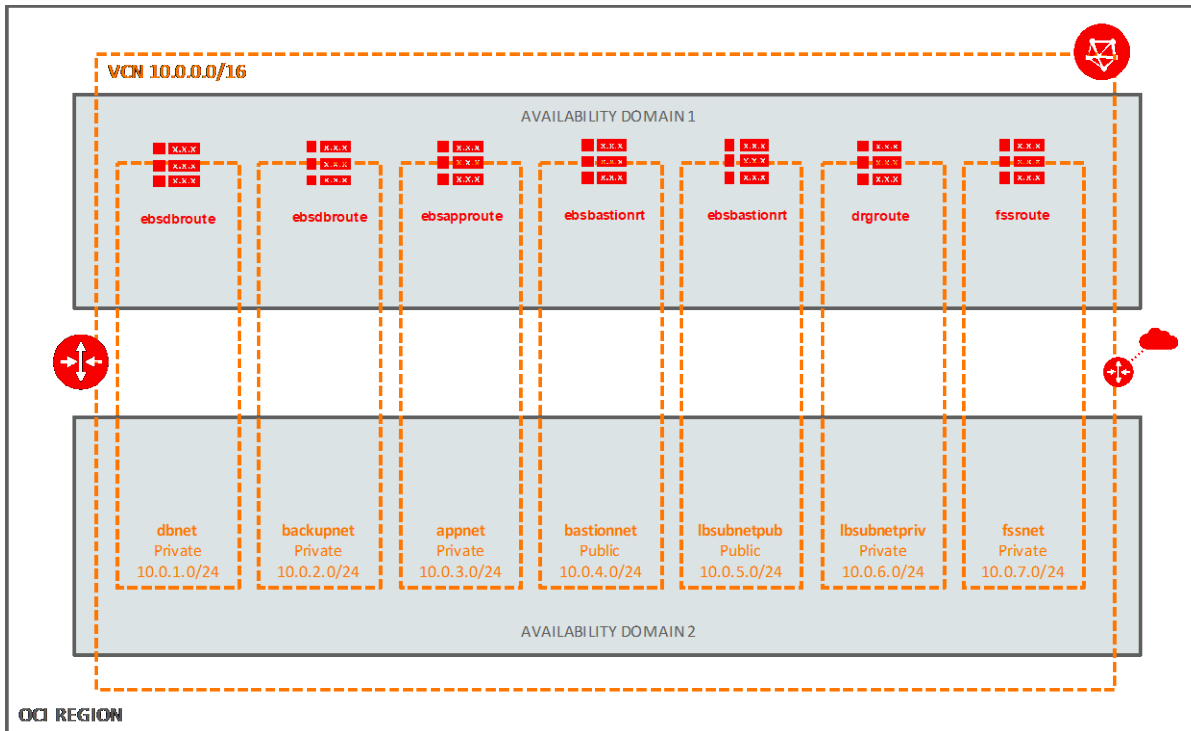 VCN 10.0.0.0/16
AVAILABILITY DOMAIN 1
x.x.x x.x.x x.x.x x.x.x x.x.x x.x.x x.x.x
x.x.x x.x.x x.x.x x.x.x x.x.x x.x.x x.x.x
x.x.x x.x.x x.x.x x.x.x x.x.x x.x.x x.x.x
ebsdbroute ebsdbroute ebsapproute ebsbastionrt ebsbastionrt drgroute fssroute
dbnet backupnet appnet bastionnet lbsubnetpub lbsubnetpriv fssnet
Private Private Private Public Public Private Private
10.0.1.0/24 10.0.2.0/24 10.0.3.0/24 10.0.4.0/24 10.0.5.0/24 10.0.6.0/24 10.0.7.0/24
AVAILABILITY DOMAIN 2
OCI REGION